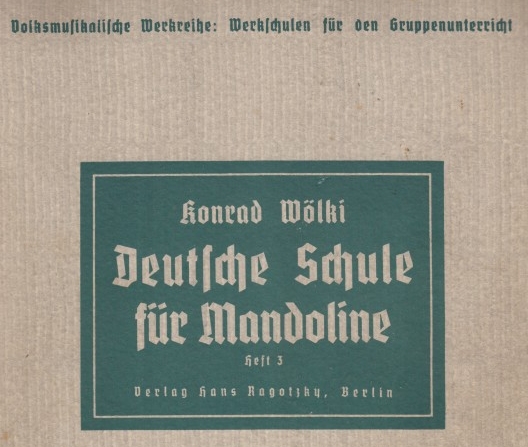 Volksmusikalische Werkreihe: Werkschulen für den Gruppenunterricht
Konrad Wölki
Deutsche Schule
für Mandoline
Heft 3
Verlag Hans Ragotzky, Berlin